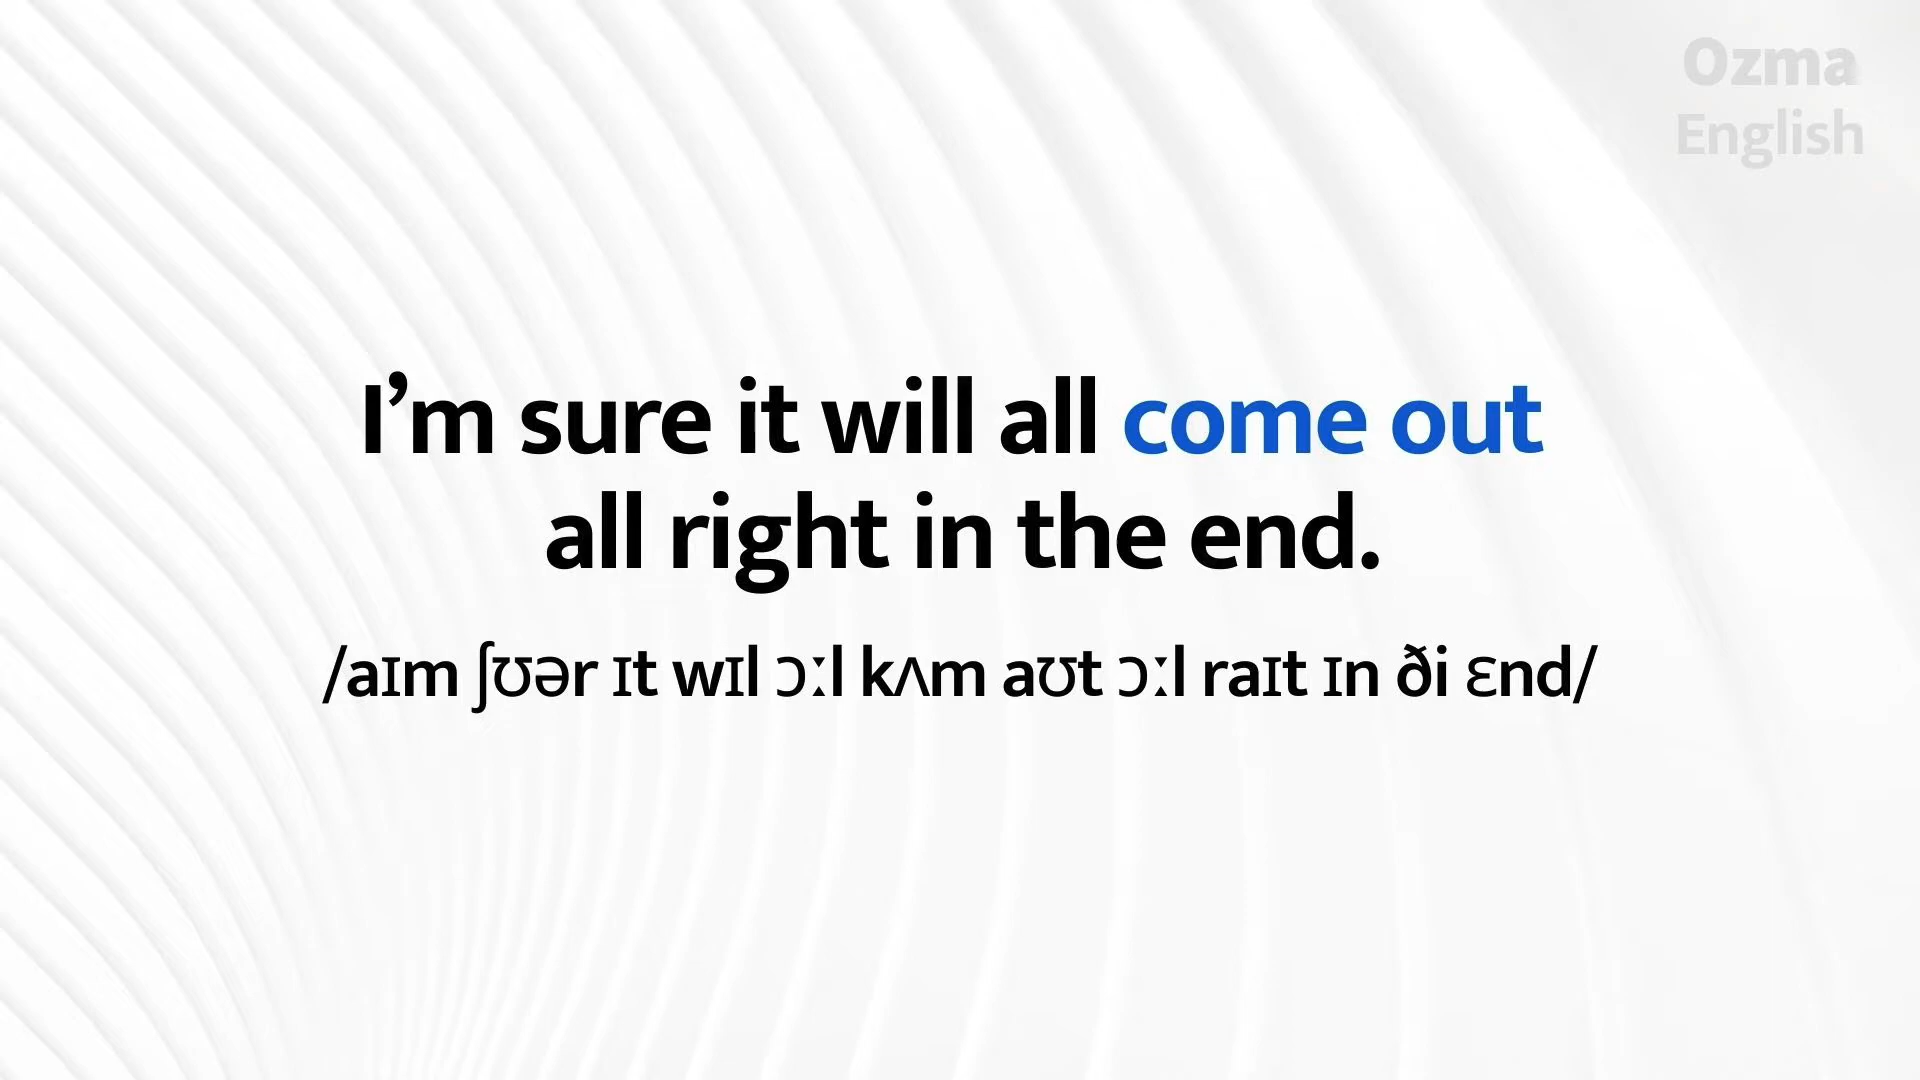 Ozma
English
I’m sure it will all come out
all right in the end.
/aɪm ʃʊər ɪt wɪl ɔːl kʌm aʊt ɔːl raɪt ɪn ði ɛnd/